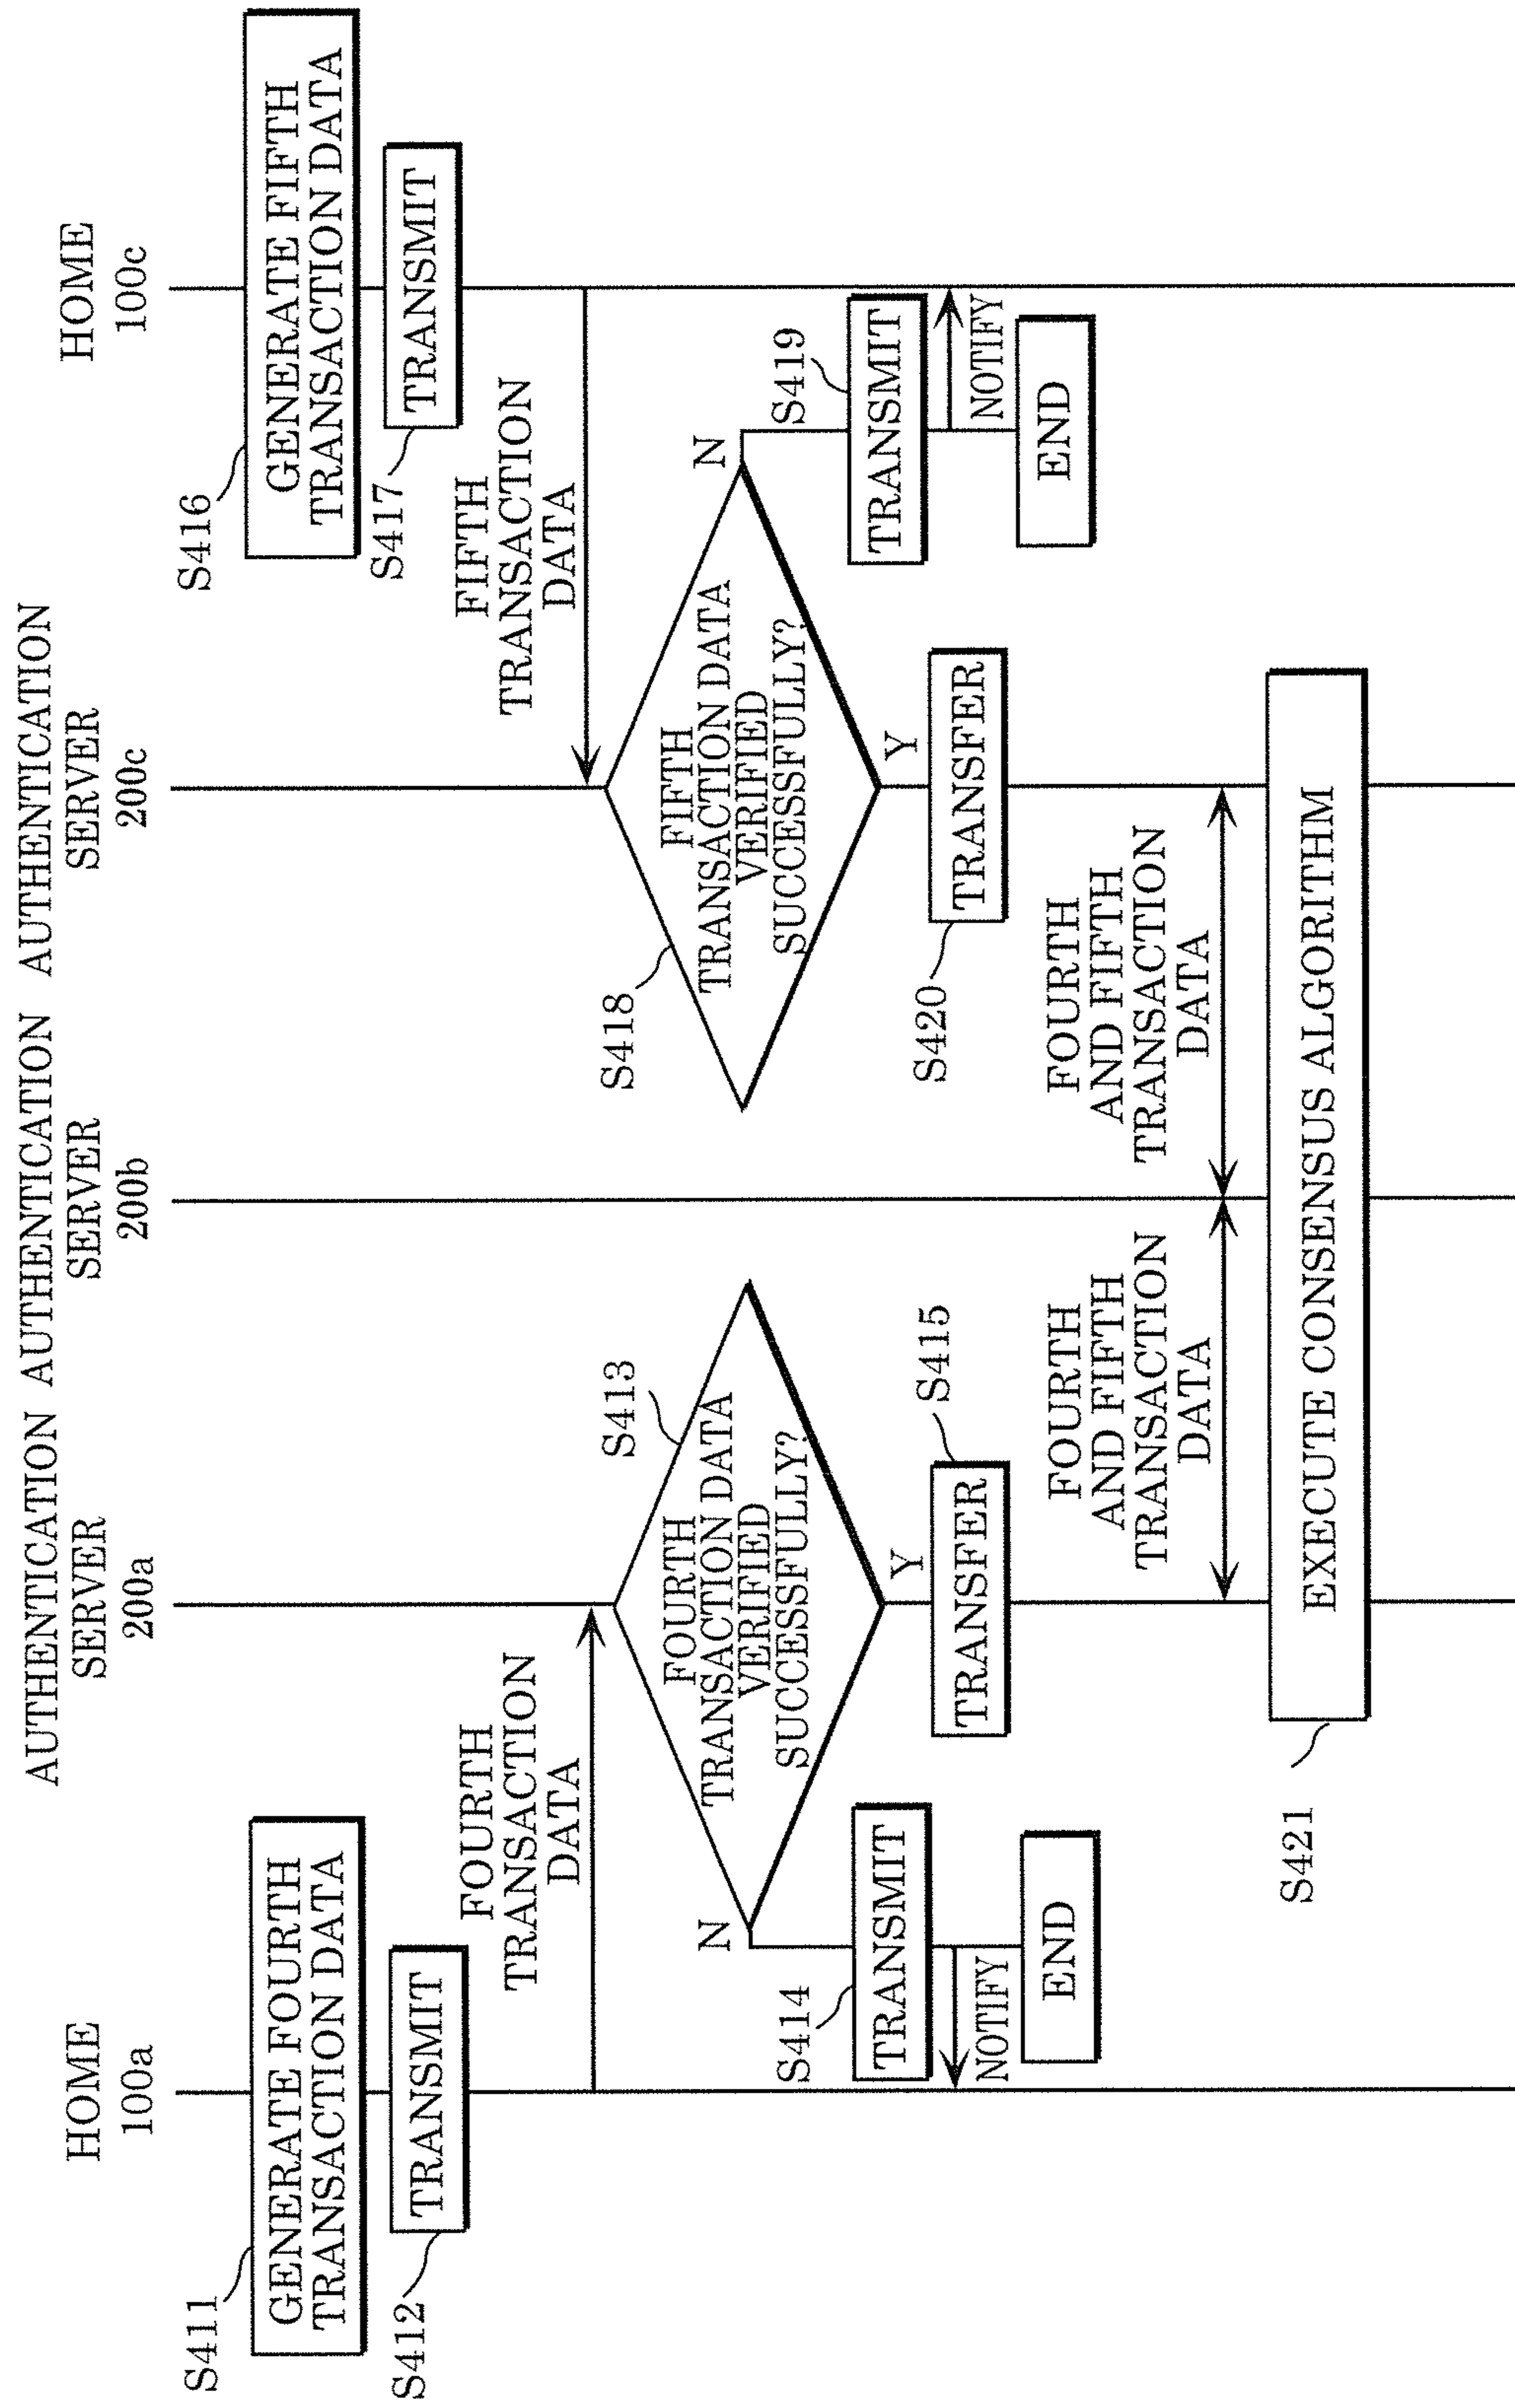 HOME
100a
AUTHENTICATION
SERVER
200a
AUTHENTICATION
SERVER
200b
AUTHENTICATION
SERVER
200c
HOME
100c
S411
GENERATE FOURTH
TRANSACTION DATA
S412
TRANSMIT
FOURTH
TRANSACTION
DATA
S413
FOURTH
TRANSACTION DATA
VERIFIED
SUCCESSFULLY?
N
Y
S414
TRANSMIT
NOTIFY
END
S415
TRANSFER
S416
GENERATE FIFTH
TRANSACTION DATA
S417
TRANSMIT
FIFTH
TRANSACTION
DATA
S418
FIFTH
TRANSACTION DATA
VERIFIED
SUCCESSFULLY?
N
Y
S419
TRANSMIT
NOTIFY
END
S420
TRANSFER
FOURTH
AND FIFTH
TRANSACTION
DATA
FOURTH
AND FIFTH
TRANSACTION
DATA
S421
EXECUTE CONSENSUS ALGORITHM